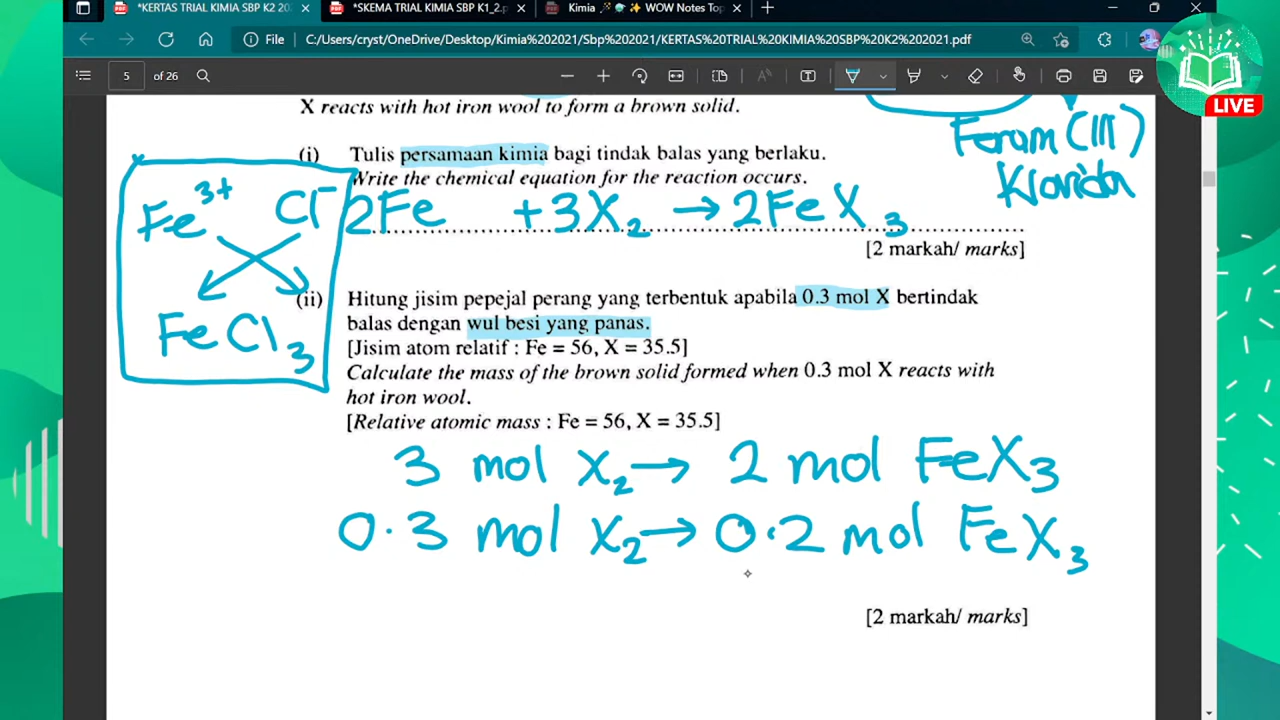 *KERTAS TRIAL KIMIA SBP K2 20
*SKEMA TRIAL KIMIA SBP K1_2.p
Kimia 🪄🎓✨ WOW Notes Top
File C:/Users/cryst/OneDrive/Desktop/Kimia%202021/Sbp%202021/KERTAS%20TRIAL%20KIMIA%20SBP%20K2%202021.pdf
LIVE
5 of 26
X reacts with hot iron wool to form a brown solid.
Ferum (III)
Klorida
(i) Tulis persamaan kimia bagi tindak balas yang berlaku.
Write the chemical equation for the reaction occurs.
Fe³⁺ Cl⁻
FeCl₃
2Fe + 3X₂ → 2FeX₃
[2 markah/ marks]
(ii) Hitung jisim pepejal perang yang terbentuk apabila 0.3 mol X bertindak
balas dengan wul besi yang panas.
[Jisim atom relatif : Fe = 56, X = 35.5]
Calculate the mass of the brown solid formed when 0.3 mol X reacts with
hot iron wool.
[Relative atomic mass : Fe = 56, X = 35.5]
3 mol X₂ → 2 mol FeX₃
0.3 mol X₂ → 0.2 mol FeX₃
[2 markah/ marks]